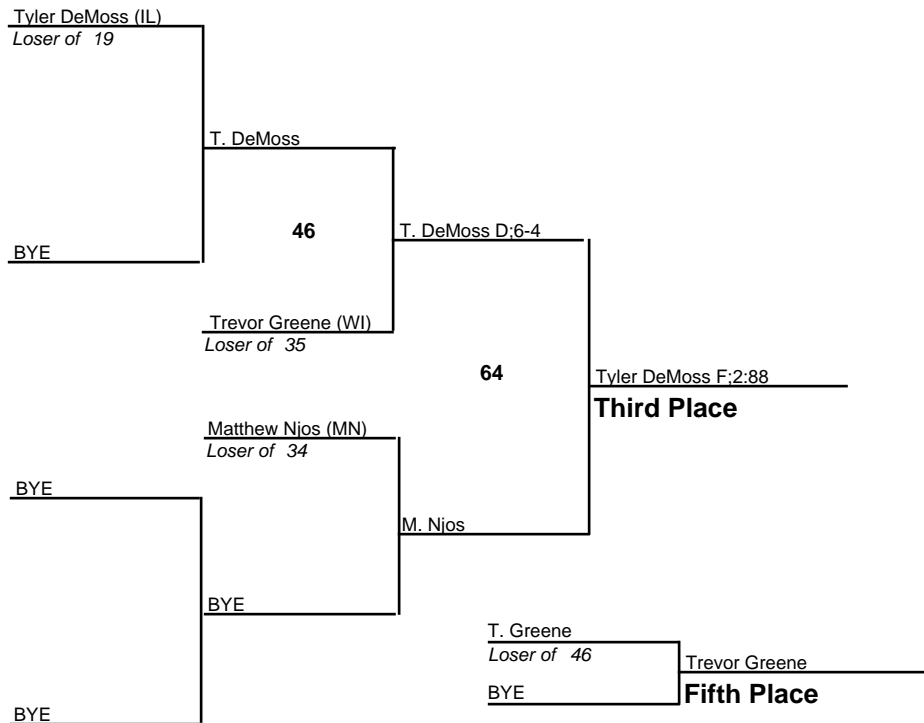 Tyler DeMoss (IL)
Loser of 19
T. DeMoss
46
T. DeMoss D;6-4
BYE
Trevor Greene (WI)
Loser of 35
64
Tyler DeMoss F;2:88
Third Place
Matthew Njos (MN)
Loser of 34
BYE
M. Njos
BYE
T. Greene
Loser of 46
Trevor Greene
BYE
Fifth Place
BYE